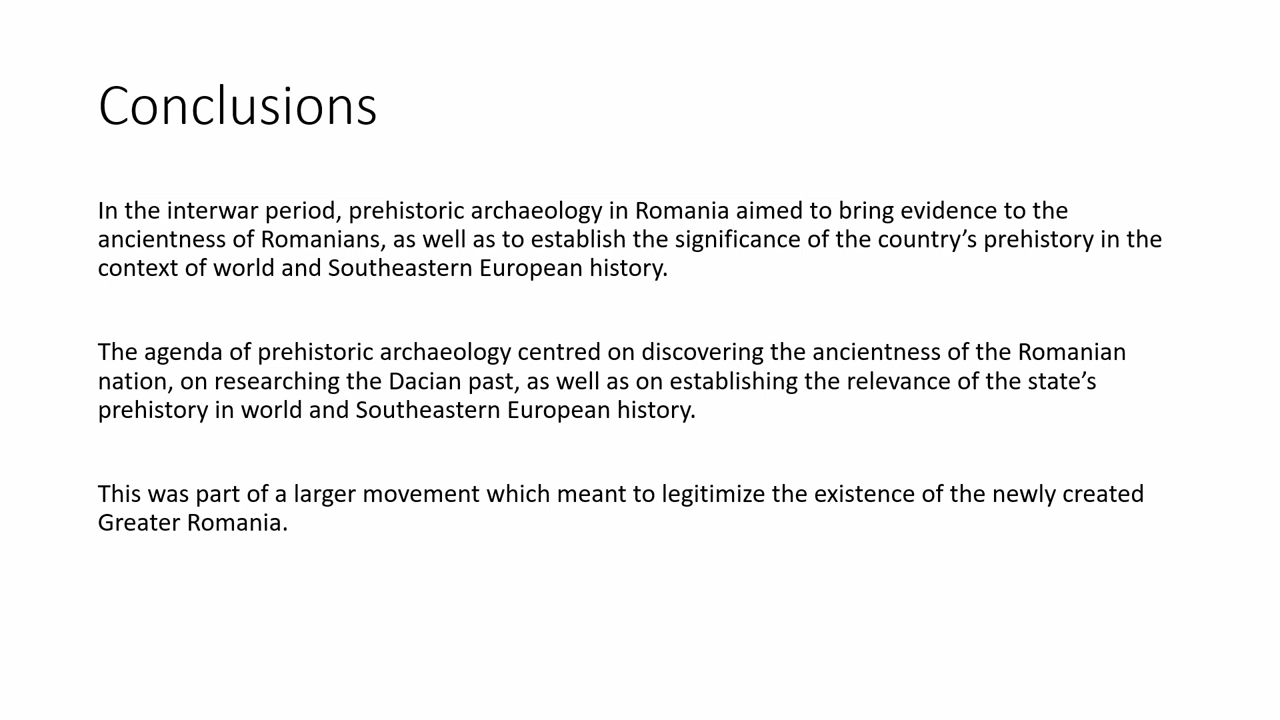 Conclusions
In the interwar period, prehistoric archaeology in Romania aimed to bring evidence to the
ancientness of Romanians, as well as to establish the significance of the country’s prehistory in the
context of world and Southeastern European history.
The agenda of prehistoric archaeology centred on discovering the ancientness of the Romanian
nation, on researching the Dacian past, as well as on establishing the relevance of the state’s
prehistory in world and Southeastern European history.
This was part of a larger movement which meant to legitimize the existence of the newly created
Greater Romania.